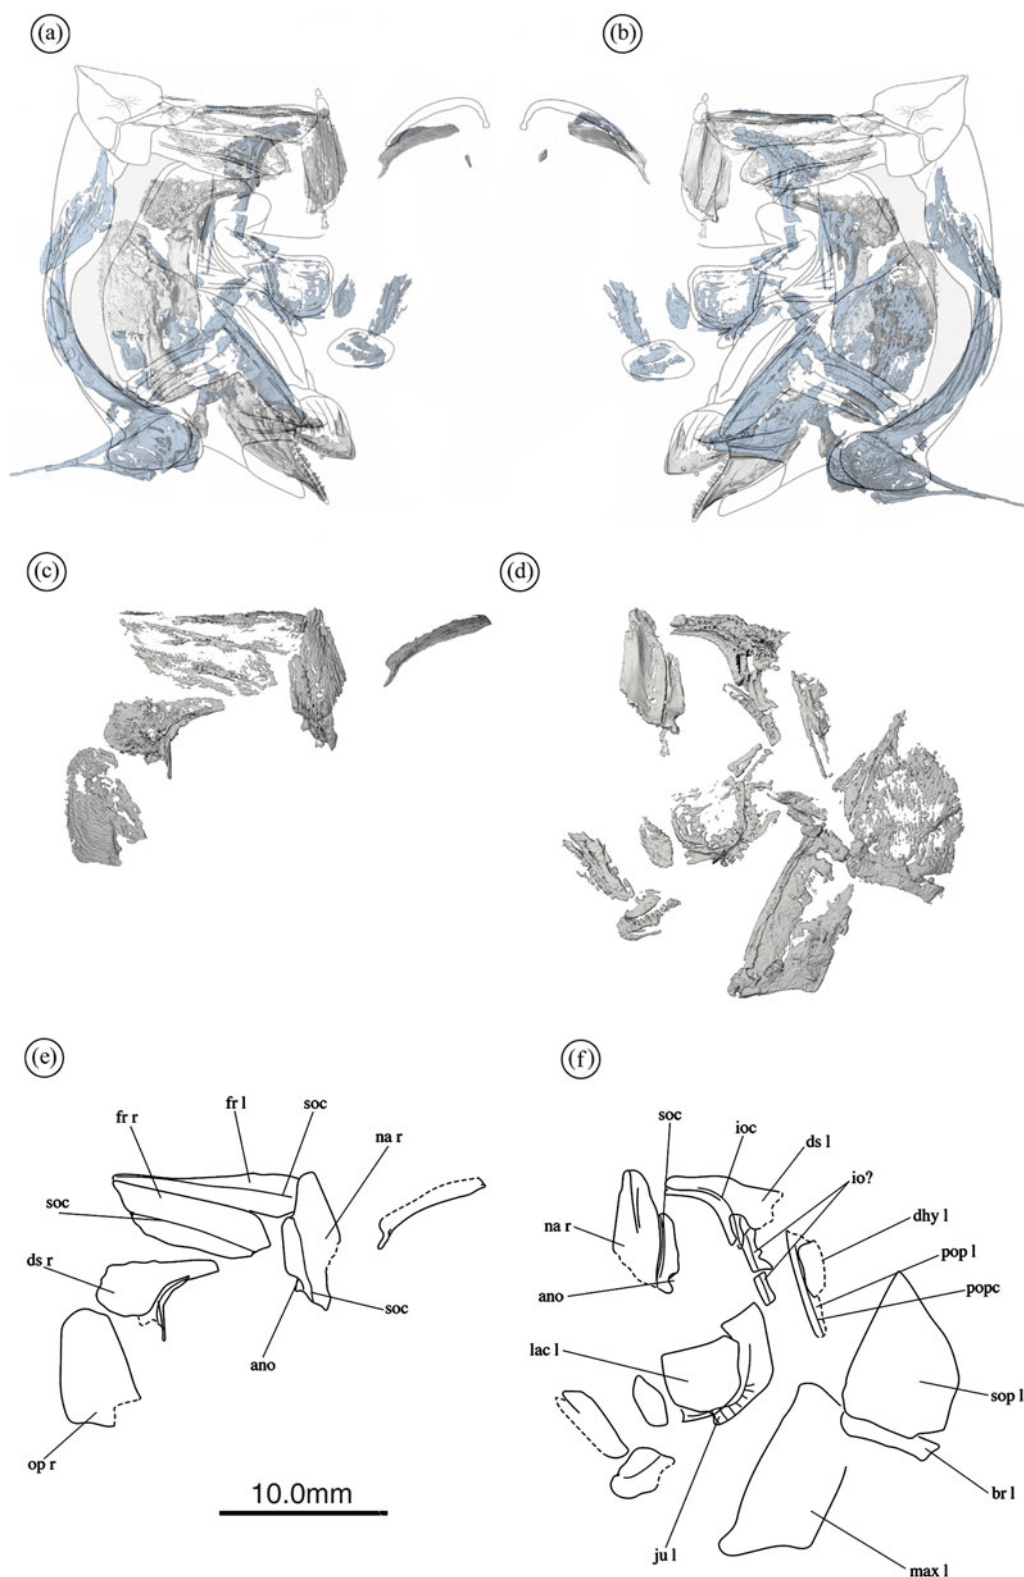 (a)
(b)
(c)
(d)
(e)
fr r
fr l
soc
na r
soc
ds r
soc
ano
op r
10.0mm
(f)
soc
ioc
ds l
io?
na r
dhy l
pop l
popc
ano
lac l
sop l
br l
ju l
max l